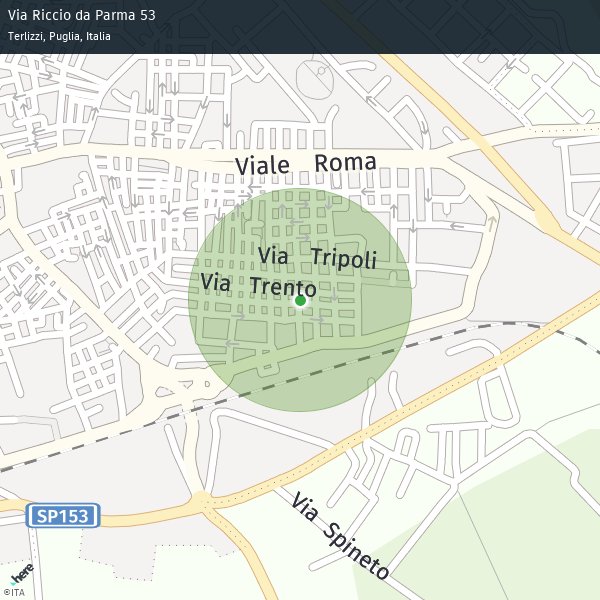 Via Riccio da Parma 53
Terlizzi, Puglia, Italia
Viale Roma
Via Tripoli
Via Trento
SP153
Via Spineto
here
©ITA